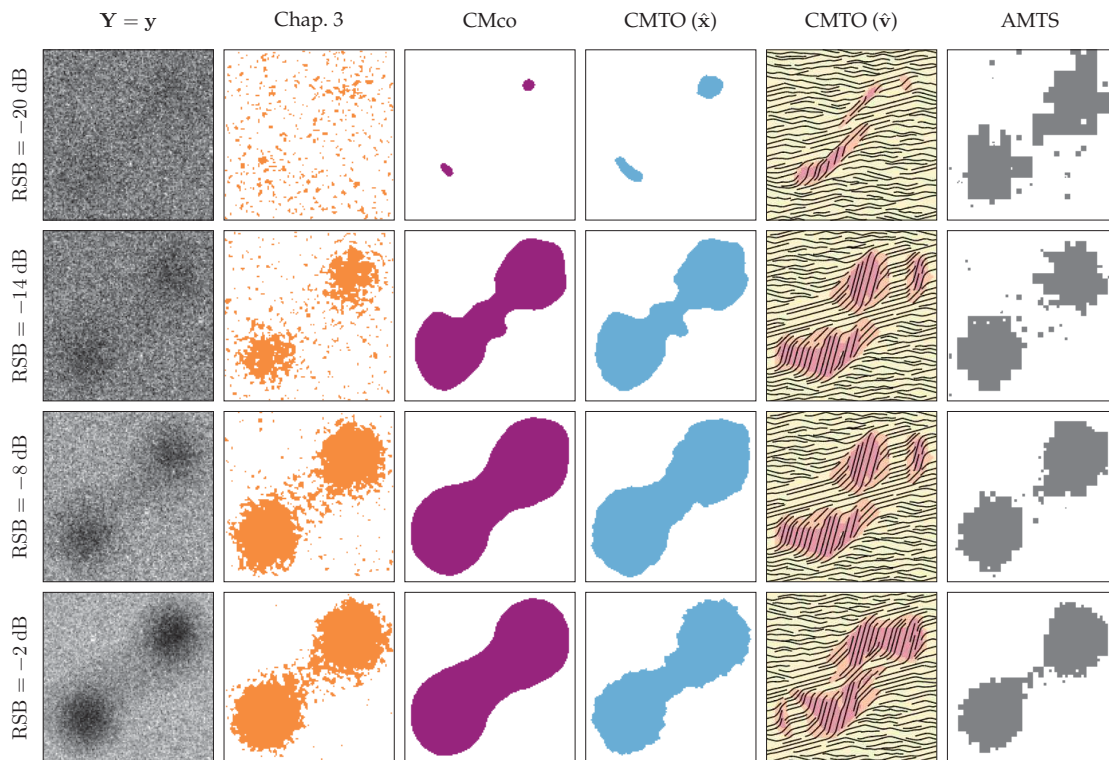 Y = y
Chap. 3
CMco
CMTO (x̂)
CMTO (v̂)
AMTS
RSB = −20 dB
RSB = −14 dB
RSB = −8 dB
RSB = −2 dB